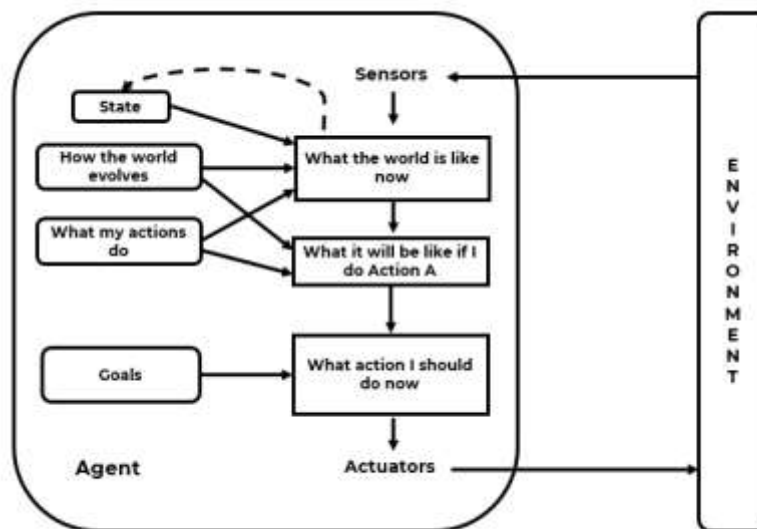 Sensors
State
How the world
evolves
What the world is like
now
What my actions
do
What it will be like if I
do Action A
Goals
What action I should
do now
Agent
Actuators
ENVIRONMENT